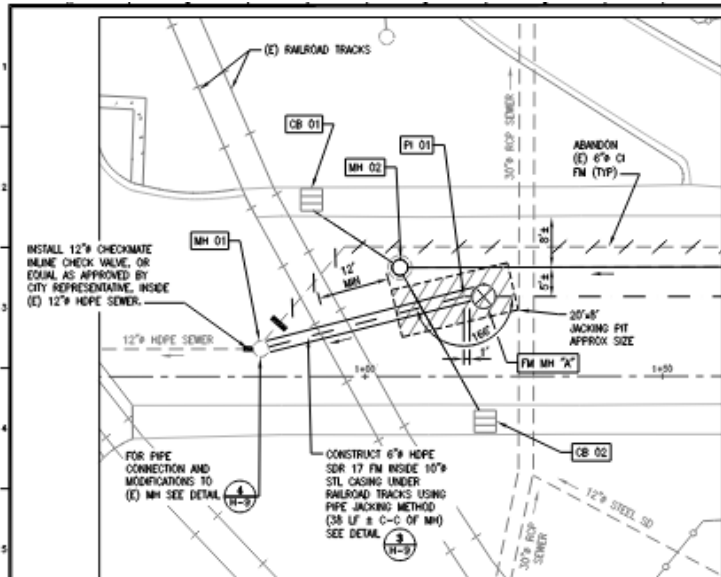 (E) RAILROAD TRACKS
CB 01
MH 02
PI 01
30"ø RCP SEWER
ABANDON
(E) 6"ø CI
FM (TYP)
MH 01
INSTALL 12"ø CHECKMATE
INLINE CHECK VALVE, OR
EQUAL AS APPROVED BY
CITY REPRESENTATIVE, INSIDE
(E) 12"ø HDPE SEWER.
12'
MIN
8'±
5'±
12"ø HDPE SEWER
166°
1'
20'x8'
JACKING PIT
APPROX SIZE
FM MH "A"
1+00
1+50
CB 02
FOR PIPE
CONNECTION AND
MODIFICATIONS TO
(E) MH SEE DETAIL
4
H-9
CONSTRUCT 6"ø HDPE
SDR 17 FM INSIDE 10"ø
STL CASING UNDER
RAILROAD TRACKS USING
PIPE JACKING METHOD
(38 LF ± C-C OF MH)
SEE DETAIL
3
H-9
12"ø STEEL SD
30"ø RCP
SEWER
1
2
3
4
5